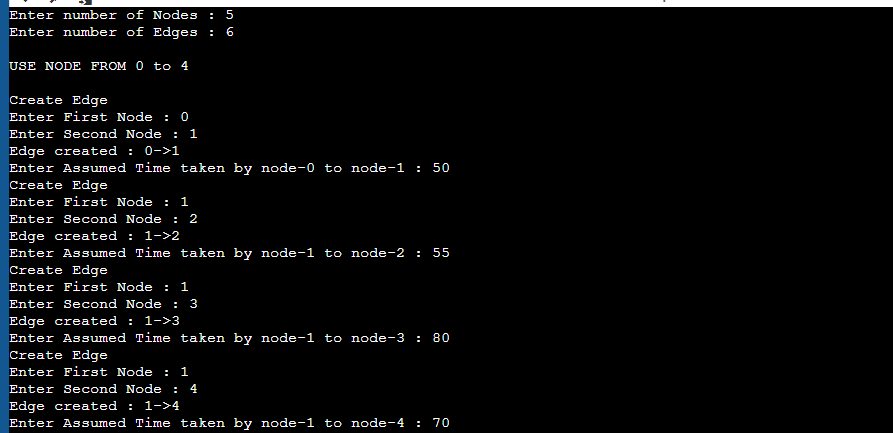 Enter number of Nodes : 5
Enter number of Edges : 6
USE NODE FROM 0 to 4
Create Edge
Enter First Node : 0
Enter Second Node : 1
Edge created : 0->1
Enter Assumed Time taken by node-0 to node-1 : 50
Create Edge
Enter First Node : 1
Enter Second Node : 2
Edge created : 1->2
Enter Assumed Time taken by node-1 to node-2 : 55
Create Edge
Enter First Node : 1
Enter Second Node : 3
Edge created : 1->3
Enter Assumed Time taken by node-1 to node-3 : 80
Create Edge
Enter First Node : 1
Enter Second Node : 4
Edge created : 1->4
Enter Assumed Time taken by node-1 to node-4 : 70